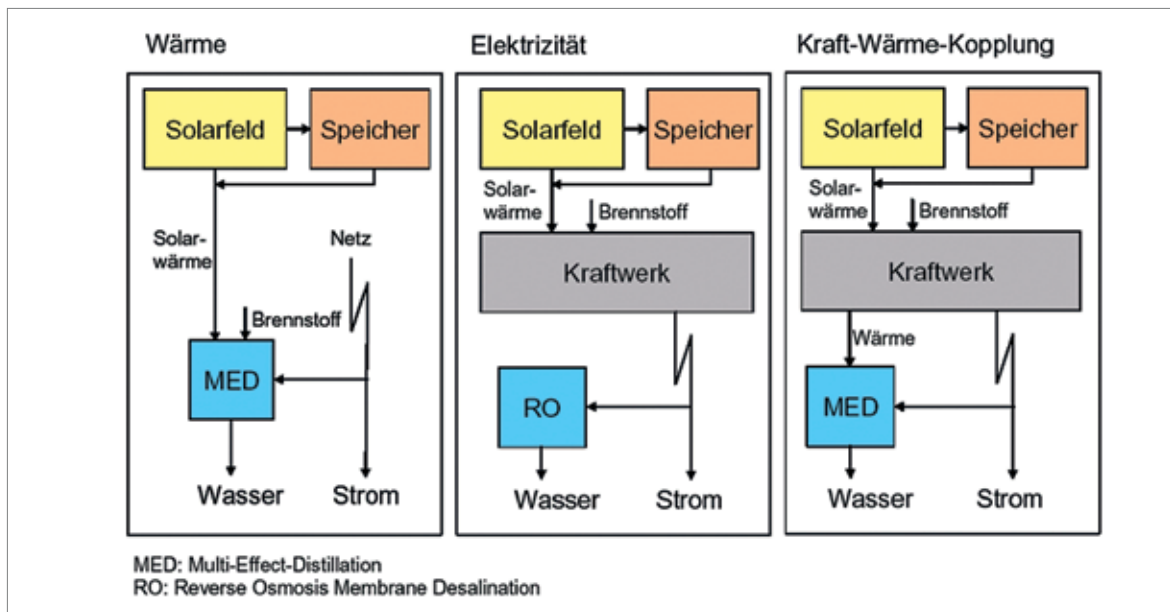 Wärme
Solarfeld
Speicher
Solar-
wärme
Netz
Brennstoff
MED
Wasser
Strom
Elektrizität
Solarfeld
Speicher
Solar-
wärme
Brennstoff
Kraftwerk
RO
Wasser
Strom
Kraft-Wärme-Kopplung
Solarfeld
Speicher
Solar-
wärme
Brennstoff
Kraftwerk
Wärme
MED
Wasser
Strom
MED: Multi-Effect-Distillation
RO: Reverse Osmosis Membrane Desalination